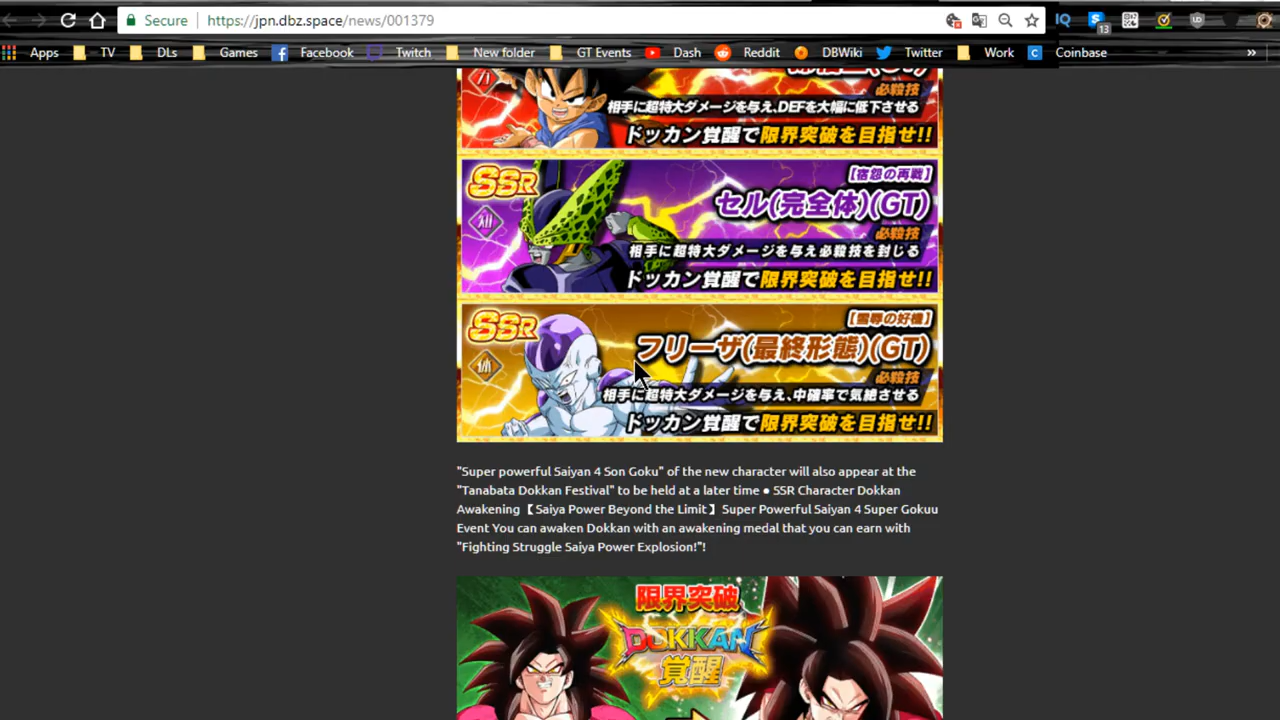 Secure https://jpn.dbz.space/news/001379
13
Apps TV DLs Games Facebook Twitch New folder GT Events Dash Reddit DBWiki Twitter Work Coinbase »
必殺技
相手に超特大ダメージを与え、DEFを大幅に低下させる
ドッカン覚醒で限界突破を目指せ!!
SSR
【宿怨の再戦】
セル(完全体)(GT)
必殺技
相手に超特大ダメージを与え必殺技を封じる
ドッカン覚醒で限界突破を目指せ!!
SSR
【雪辱の好機】
フリーザ(最終形態)(GT)
必殺技
相手に超特大ダメージを与え、中確率で気絶させる
ドッカン覚醒で限界突破を目指せ!!
"Super powerful Saiyan 4 Son Goku" of the new character will also appear at the
"Tanabata Dokkan Festival" to be held at a later time ● SSR Character Dokkan
Awakening 【 Saiya Power Beyond the Limit 】 Super Powerful Saiyan 4 Super Gokuu
Event You can awaken Dokkan with an awakening medal that you can earn with
"Fighting Struggle Saiya Power Explosion!"!
限界突破
DOKKAN
覚醒